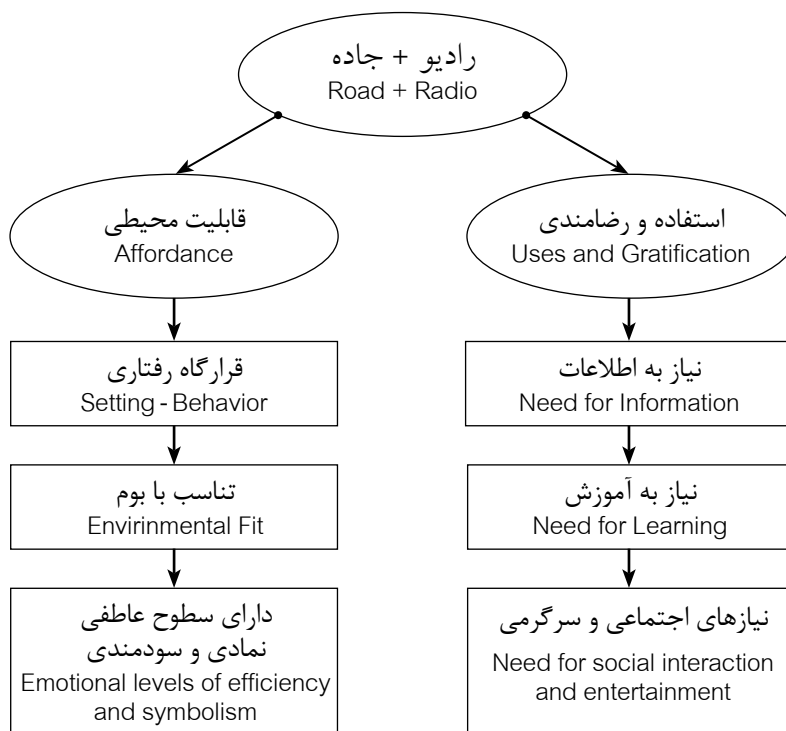 رادیو + جاده
Road + Radio
قابلیت محیطی
Affordance
قرارگاه رفتاری
Setting - Behavior
تناسب با بوم
Envirinmental Fit
دارای سطوح عاطفی
نمادی و سودمندی
Emotional levels of efficiency
and symbolism
استفاده و رضامندی
Uses and Gratification
نیاز به اطلاعات
Need for Information
نیاز به آموزش
Need for Learning
نیازهای اجتماعی و سرگرمی
Need for social interaction
and entertainment